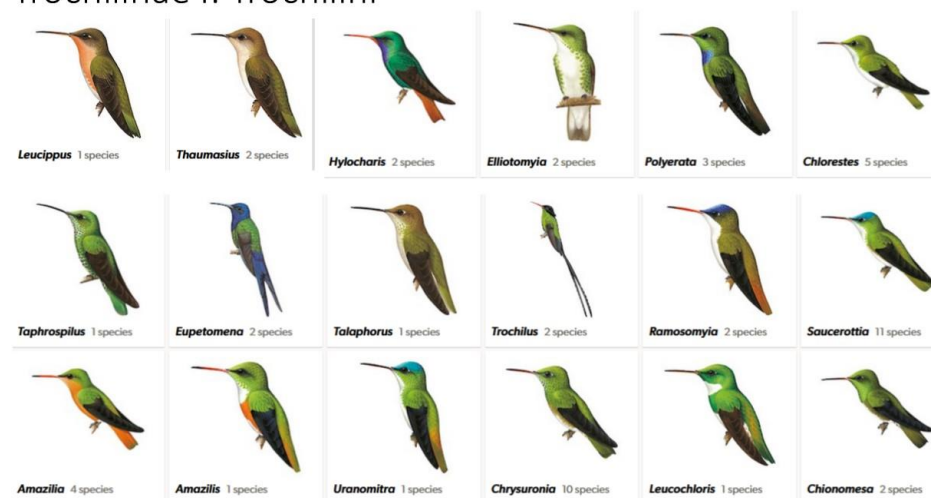 Trochilinae I: Trochilini
Leucippus 1 species
Thaumasius 2 species
Hylocharis 2 species
Elliotomyia 2 species
Polyerata 3 species
Chlorestes 5 species
Taphrospilus 1 species
Eupetomena 2 species
Talaphorus 1 species
Trochilus 2 species
Ramosomyia 2 species
Saucerottia 11 species
Amazilia 4 species
Amazilis 1 species
Uranomitra 1 species
Chrysuronia 10 species
Leucochloris 1 species
Chionomesa 2 species